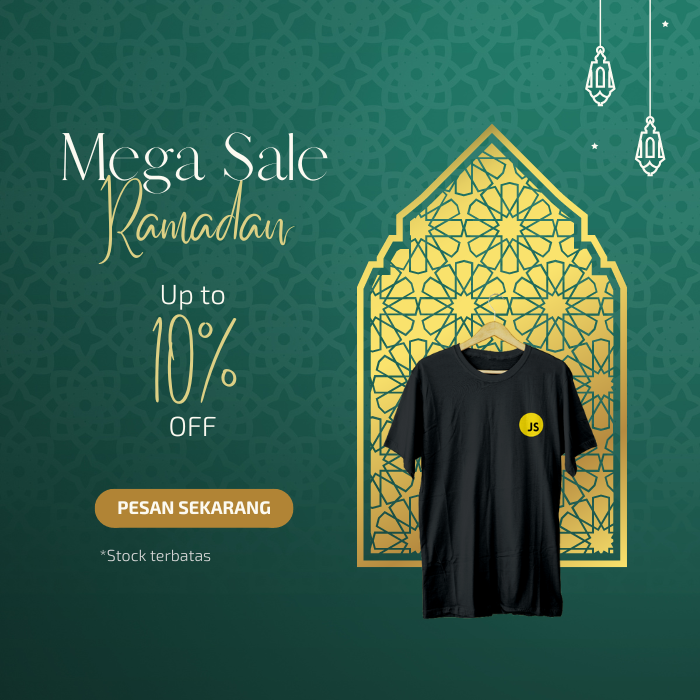 Mega Sale
Ramadan
Up to
10%
OFF
JS
PESAN SEKARANG
*Stock terbatas